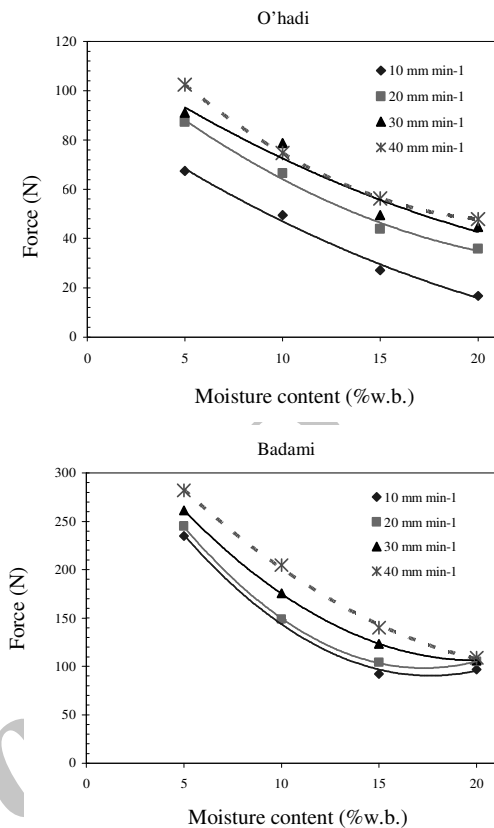 O'hadi
120
100
80
60
40
20
0
Force (N)
10 mm min-1
20 mm min-1
30 mm min-1
40 mm min-1
0 5 10 15 20
Moisture content (%w.b.)
Badami
300
250
200
150
100
50
0
Force (N)
10 mm min-1
20 mm min-1
30 mm min-1
40 mm min-1
0 5 10 15 20
Moisture content (%w.b.)